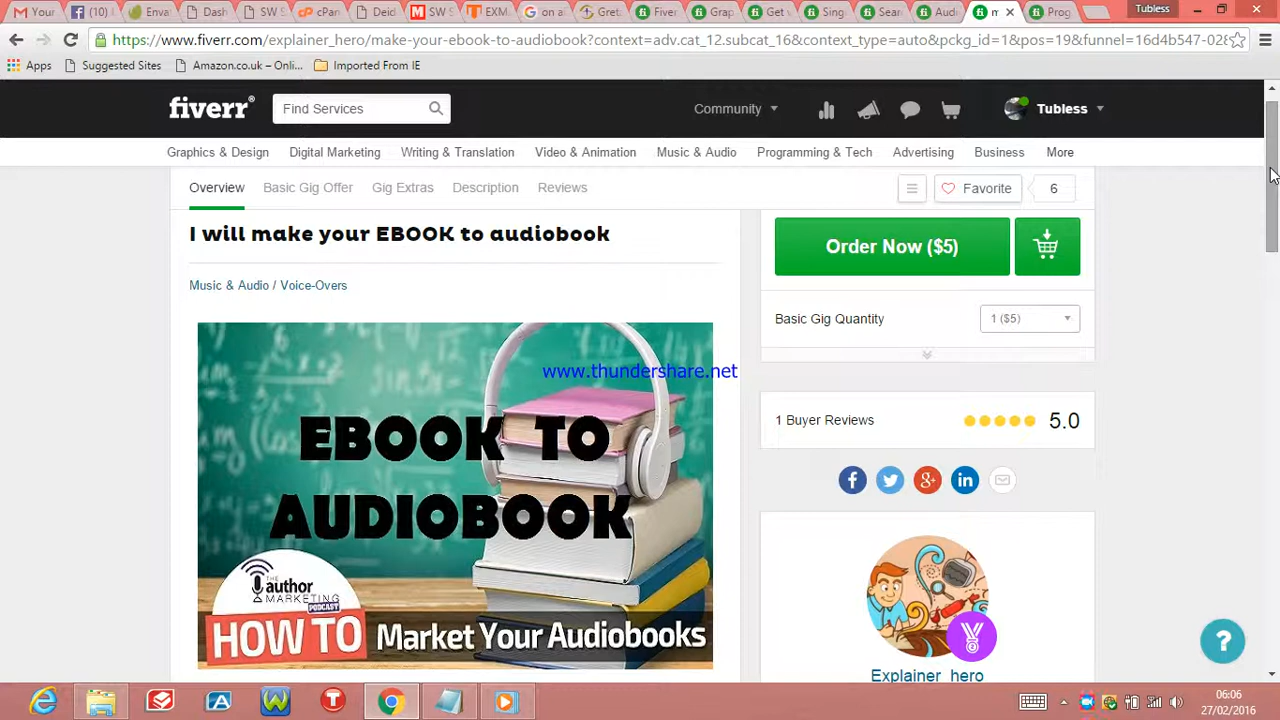 Your
(10)
Enva
Dash
SW S
cPan
Deid
SW S
EXM
on a
Gret
Fiver
Grap
Get v
Sing
Sear
Audi
m
Prog
Tubless
https://www.fiverr.com/explainer_hero/make-your-ebook-to-audiobook?context=adv.cat_12.subcat_16&context_type=auto&pckg_id=1&pos=19&funnel=16d4b547-028
Apps Suggested Sites Amazon.co.uk – Onli... Imported From IE
fiverr® Find Services Community Tubless
Graphics & Design Digital Marketing Writing & Translation Video & Animation Music & Audio Programming & Tech Advertising Business More
Overview Basic Gig Offer Gig Extras Description Reviews Favorite 6
I will make your EBOOK to audiobook
Music & Audio / Voice-Overs
Order Now ($5)
Basic Gig Quantity 1 ($5)
www.thundershare.net
EBOOK TO
AUDIOBOOK
THE
author
MARKETING
PODCAST
HOW TO Market Your Audiobooks
1 Buyer Reviews 5.0
Explainer_hero
?
06:06
27/02/2016